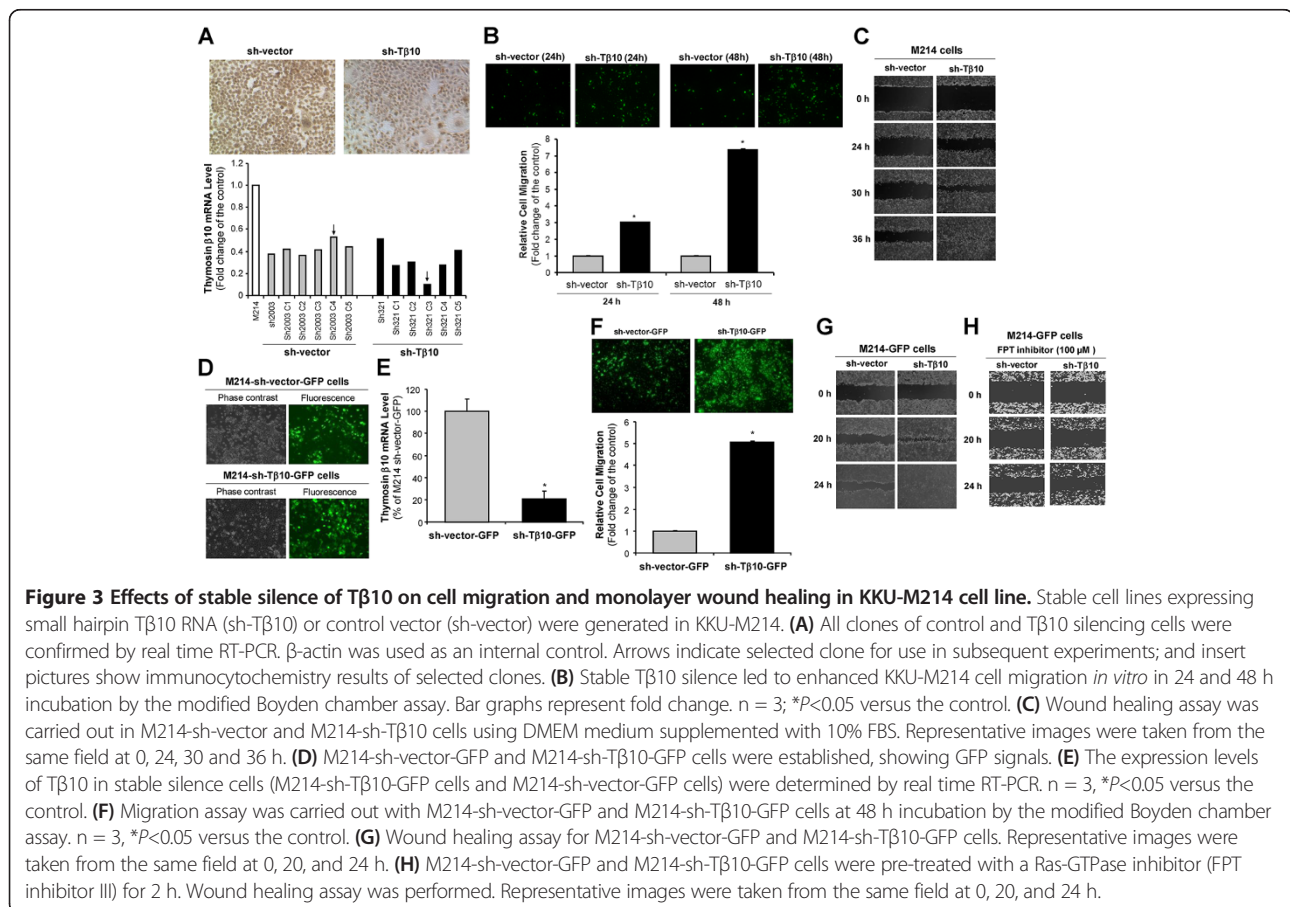 A
sh-vector sh-Tβ10
Thymosin β10 mRNA Level
(Fold change of the control)
1.2
1.0
0.8
0.6
0.4
0.2
0
M214
sh2003
Sh2003 C1
Sh2003 C2
Sh2003 C3
Sh2003 C4
Sh2003 C5
Sh321
Sh321 C1
Sh321 C2
Sh321 C3
Sh321 C4
Sh321 C5
sh-vector sh-Tβ10
B
sh-vector (24h) sh-Tβ10 (24h) sh-vector (48h) sh-Tβ10 (48h)
Relative Cell Migration
(Fold change of the control)
8
7
6
5
4
3
2
1
0
* *
sh-vector sh-Tβ10 sh-vector sh-Tβ10
24 h 48 h
C
M214 cells
sh-vector sh-Tβ10
0 h
24 h
30 h
36 h
D
M214-sh-vector-GFP cells
Phase contrast Fluorescence
M214-sh-Tβ10-GFP cells
Phase contrast Fluorescence
E
Thymosin β10 mRNA Level
(% of M214 sh-vector-GFP)
120
100
80
60
40
20
0
*
sh-vector-GFP sh-Tβ10-GFP
F
sh-vector-GFP sh-Tβ10-GFP
Relative Cell Migration
(Fold change of the control)
6
5
4
3
2
1
0
*
sh-vector-GFP sh-Tβ10-GFP
G
M214-GFP cells
sh-vector sh-Tβ10
0 h
20 h
24 h
H
M214-GFP cells
FPT inhibitor (100 µM )
sh-vector sh-Tβ10
0 h
20 h
24 h
Figure 3 Effects of stable silence of Tβ10 on cell migration and monolayer wound healing in KKU-M214 cell line. Stable cell lines expressing
small hairpin Tβ10 RNA (sh-Tβ10) or control vector (sh-vector) were generated in KKU-M214. (A) All clones of control and Tβ10 silencing cells were
confirmed by real time RT-PCR. β-actin was used as an internal control. Arrows indicate selected clone for use in subsequent experiments; and insert
pictures show immunocytochemistry results of selected clones. (B) Stable Tβ10 silence led to enhanced KKU-M214 cell migration in vitro in 24 and 48 h
incubation by the modified Boyden chamber assay. Bar graphs represent fold change. n = 3; *P<0.05 versus the control. (C) Wound healing assay was
carried out in M214-sh-vector and M214-sh-Tβ10 cells using DMEM medium supplemented with 10% FBS. Representative images were taken from the
same field at 0, 24, 30 and 36 h. (D) M214-sh-vector-GFP and M214-sh-Tβ10-GFP cells were established, showing GFP signals. (E) The expression levels
of Tβ10 in stable silence cells (M214-sh-Tβ10-GFP cells and M214-sh-vector-GFP cells) were determined by real time RT-PCR. n = 3, *P<0.05 versus the
control. (F) Migration assay was carried out with M214-sh-vector-GFP and M214-sh-Tβ10-GFP cells at 48 h incubation by the modified Boyden chamber
assay. n = 3, *P<0.05 versus the control. (G) Wound healing assay for M214-sh-vector-GFP and M214-sh-Tβ10-GFP cells. Representative images were
taken from the same field at 0, 20, and 24 h. (H) M214-sh-vector-GFP and M214-sh-Tβ10-GFP cells were pre-treated with a Ras-GTPase inhibitor (FPT
inhibitor III) for 2 h. Wound healing assay was performed. Representative images were taken from the same field at 0, 20, and 24 h.